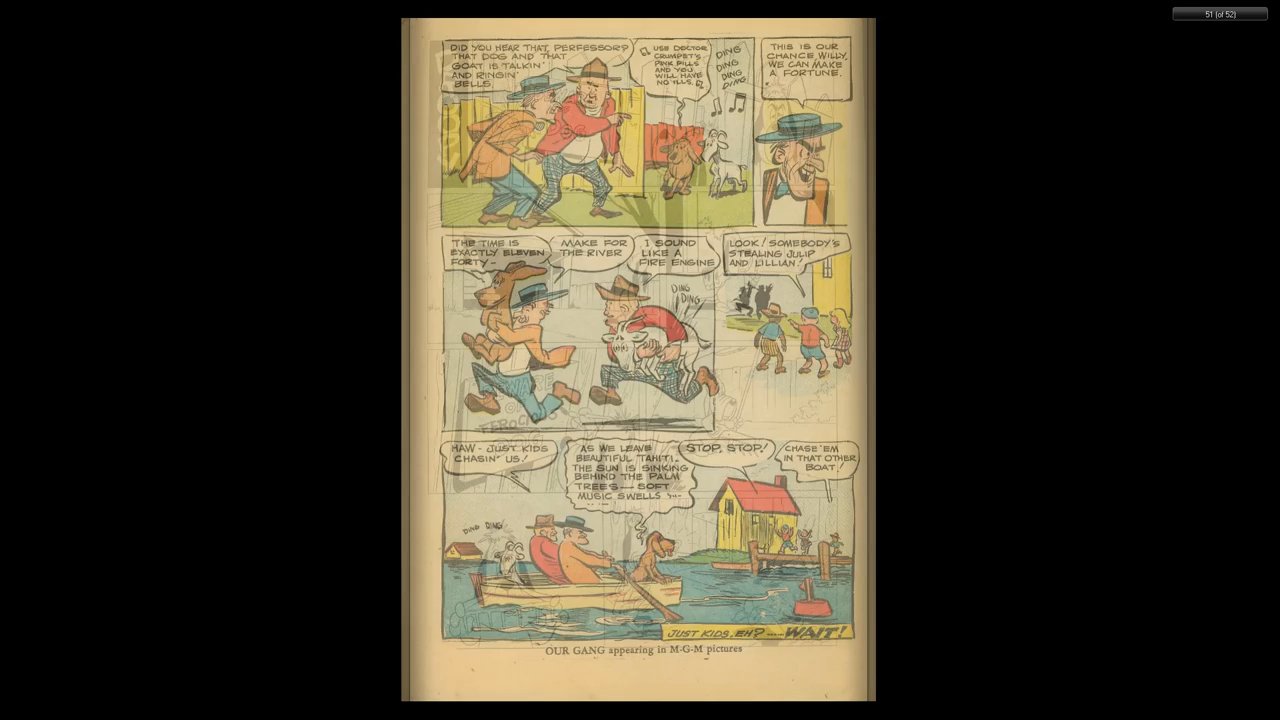 51 (of 52)
DID YOU HEAR THAT, PERFESSOR?
THAT DOG AND THAT
GOAT IS TALKIN'
AND RINGIN'
BELLS.
USE DOCTOR
CRUMPET'S
PINK PILLS
AND YOU
WILL HAVE
NO ILLS.
DING
DING
DING
DING
THIS IS OUR
CHANCE, WILLY,
WE CAN MAKE
A FORTUNE.
THE TIME IS
EXACTLY ELEVEN
FORTY-
MAKE FOR
THE RIVER
I SOUND
LIKE A
FIRE ENGINE
DING
DING
LOOK! SOMEBODY'S
STEALING JULIP
AND LILLIAN!
FEROCIOUS
HAW - JUST KIDS
CHASIN' US!
AS WE LEAVE
BEAUTIFUL TAHITI-
THE SUN IS SINKING
BEHIND THE PALM
TREES--SOFT
MUSIC SWELLS ---
STOP, STOP!
CHASE 'EM
IN THAT OTHER
BOAT!
DING DING
JUST KIDS, EH? ---- WAIT!
OUR GANG appearing in M-G-M pictures